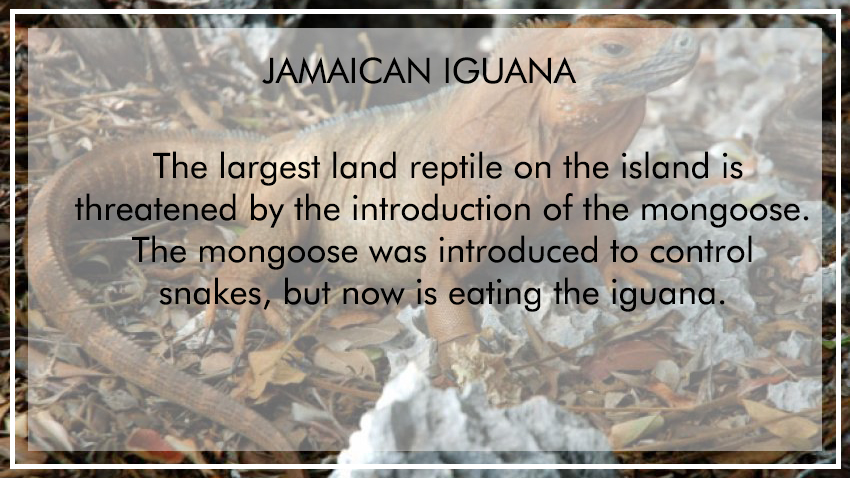 JAMAICAN IGUANA
The largest land reptile on the island is
threatened by the introduction of the mongoose.
The mongoose was introduced to control
snakes, but now is eating the iguana.